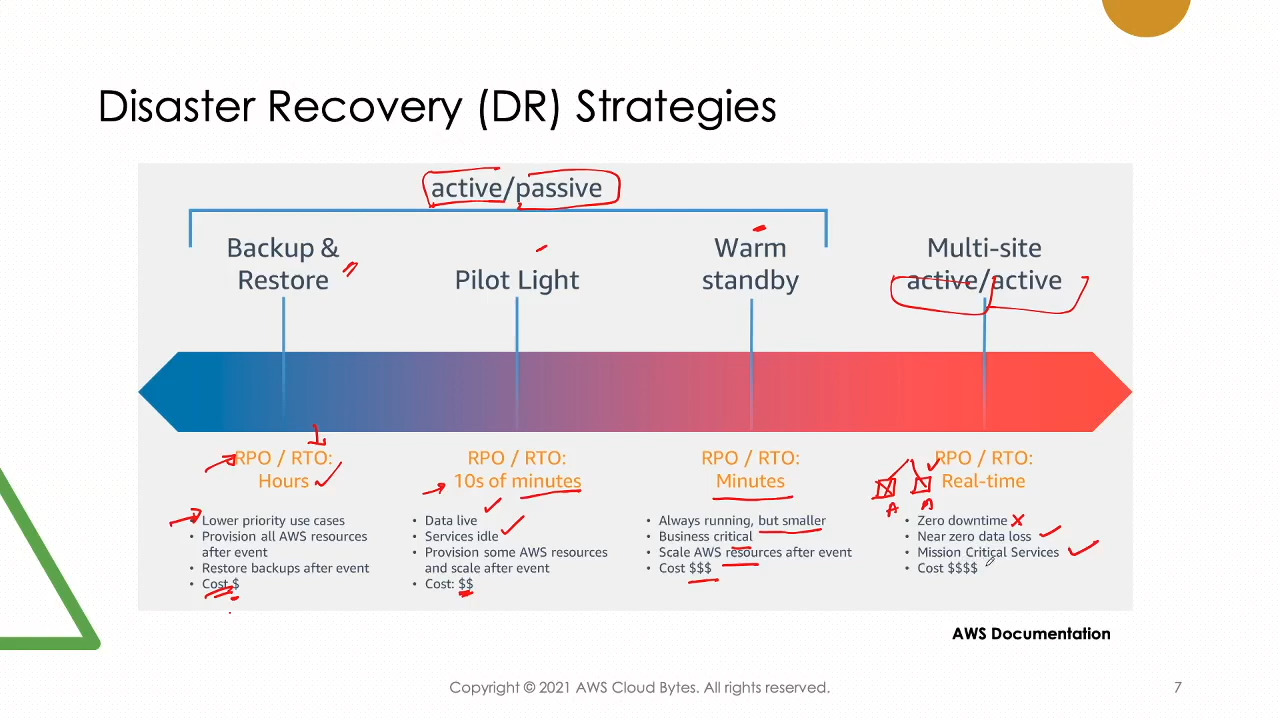 Disaster Recovery (DR) Strategies
active/passive
Backup &
Restore
Pilot Light
Warm
standby
Multi-site
active/active
RPO / RTO:
Hours
• Lower priority use cases
• Provision all AWS resources
after event
• Restore backups after event
• Cost $
RPO / RTO:
10s of minutes
• Data live
• Services idle
• Provision some AWS resources
and scale after event
• Cost: $$
RPO / RTO:
Minutes
• Always running, but smaller
• Business critical
• Scale AWS resources after event
• Cost $$$
RPO / RTO:
Real-time
A A
• Zero downtime
• Near zero data loss
• Mission Critical Services
• Cost $$$$
AWS Documentation
Copyright © 2021 AWS Cloud Bytes. All rights reserved.
7